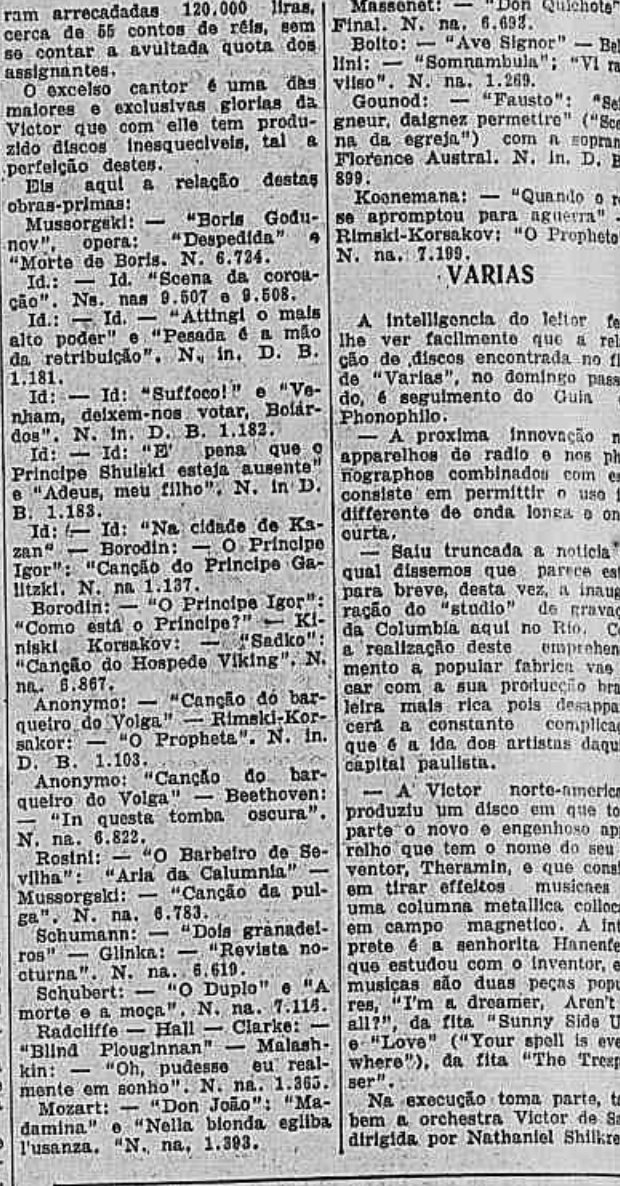 ram arrecadadas 120.000 liras,
cerca de 55 contos de réis, sem
se contar a avultada quota dos
assignantes.
O excelso cantor é uma das
maiores e exclusivas glorias da
Victor que com elle tem produ-
zido discos inesqueciveis, tal a
perfeição destes.
Eis aqui a relação destas
obras-primas:
Mussorgski: — "Boris Godu-
nov", opera: "Despedida" e
"Morte de Boris. N. 6.724.
Id.: — Id. "Scena da coroa-
ção". Ns. nas 9.507 e 9.508.
Id.: — Id. — "Attingi o mais
alto poder" e "Pesada é a mão
da retribuição". N., in. D. B.
1.181.
Id: — Id: "Suffoco!" e "Ve-
nham, deixem-nos votar, Boiár-
dos". N. in. D. B. 1.182.
Id: — Id: "E' pena que o
Principe Shuiski esteja ausente"
e "Adeus, meu filho". N. in D.
B. 1.183.
Id: — Id: "Na cidade de Ka-
zan" — Borodin: — O Principe
Igor": "Canção do Principe Ga-
litzki. N. na 1.137.
Borodin: — "O Principe Igor":
"Como está o Principe?" — Ki-
niski Korsakov: — "Sadko":
"Canção do Hospede Viking". N.
na. 6.867.
Anonymo: — "Canção do bar-
queiro do Volga" — Rimski-Kor-
sakor: — "O Propheta". N. in.
D. B. 1.103.
Anonymo: "Canção do bar-
queiro do Volga" — Beethoven:
— "In questa tomba oscura".
N. na. 6.822.
Rosini: — "O Barbeiro de Se-
vilha": "Aria da Calumnia" —
Mussorgski: — "Canção da pul-
ga". N. na. 6.783.
Schumann: — "Dois granadei-
ros" — Glinka: — "Revista no-
cturna". N. na. 6.619.
Schubert: — "O Duplo" e "A
morte e a moça". N. na. 7.116.
Radcliffe — Hall — Clarke: —
"Blind Plouginnan" — Malash-
kin: — "Oh, pudesse eu real-
mente em sonho". N. na. 1.365.
Mozart: — "Don João": "Ma-
damina" e "Nella bionda egliba
l'usanza. "N. na, 1.393.
Massenet: — "Don Quichote"
Final. N. na. 6.693.
Boito: — "Ave Signor" — Bel
lini: — "Somnambula"; "Vi ra
viiso". N. na. 1.269.
Gounod: — "Fausto": "Sei
gneur, daignez permetire" ("Sce
na da egreja") com a sopran
Florence Austral. N. in. D. B
899.
Koonemana: — "Quando o r
se apromptou para aguerra" .
Rimski-Korsakov: "O Propheto
N. na. 7.199.
VARIAS
A intelligencia do leitor fe
lhe ver facilmente que a rel
ção de discos encontrada no fi
de "Varias", no domingo pass
do, é seguimento do Guia
Phonophilo.
— A proxima innovação n
apparelhos de radio e nos ph
nographos combinados com es
consiste em permittir o uso i
differente de onda longa e on
curta.
— Saiu truncada a noticia
qual dissemos que parece est
para breve, desta vez, a inaug
ração do "studio" de gravaç
da Columbia aqui no Rio. Co
a realização deste emprehen
mento a popular fabrica vae
car com a sua producção bra
leira mais rica pois desappa
cerá a constante complicaç
que é a ida dos artistas daqui
capital paulista.
— A Victor norte-america
produziu um disco em que to
parte o novo e engenhoso app
relho que tem o nome do seu
ventor, Theramin, e que consi
em tirar effeitos musicaes
uma columna metallica colloc
em campo magnetico. A int
prete é a senhorita Hanenfe
que estudou com o inventor, e
musicas são duas peças popu
res, "I'm a dreamer, Aren't
all?", da fita "Sunny Side U
e "Love" ("Your spell is eve
where"), da fita "The Tresp
ser".
Na execução toma parte, ta
bem a orchestra Victor de Sa
dirigida por Nathaniel Shilkre